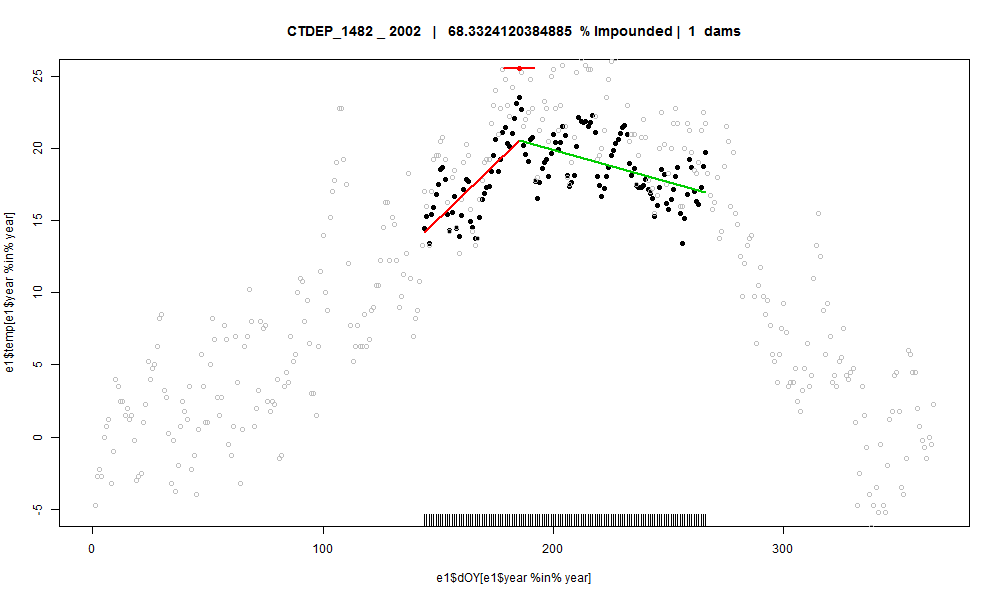 CTDEP_1482 _ 2002 | 68.3324120384885 % Impounded | 1 dams
25
20
15
10
5
0
-5
e1$temp[e1$year %in% year]
0 100 200 300
e1$dOY[e1$year %in% year]